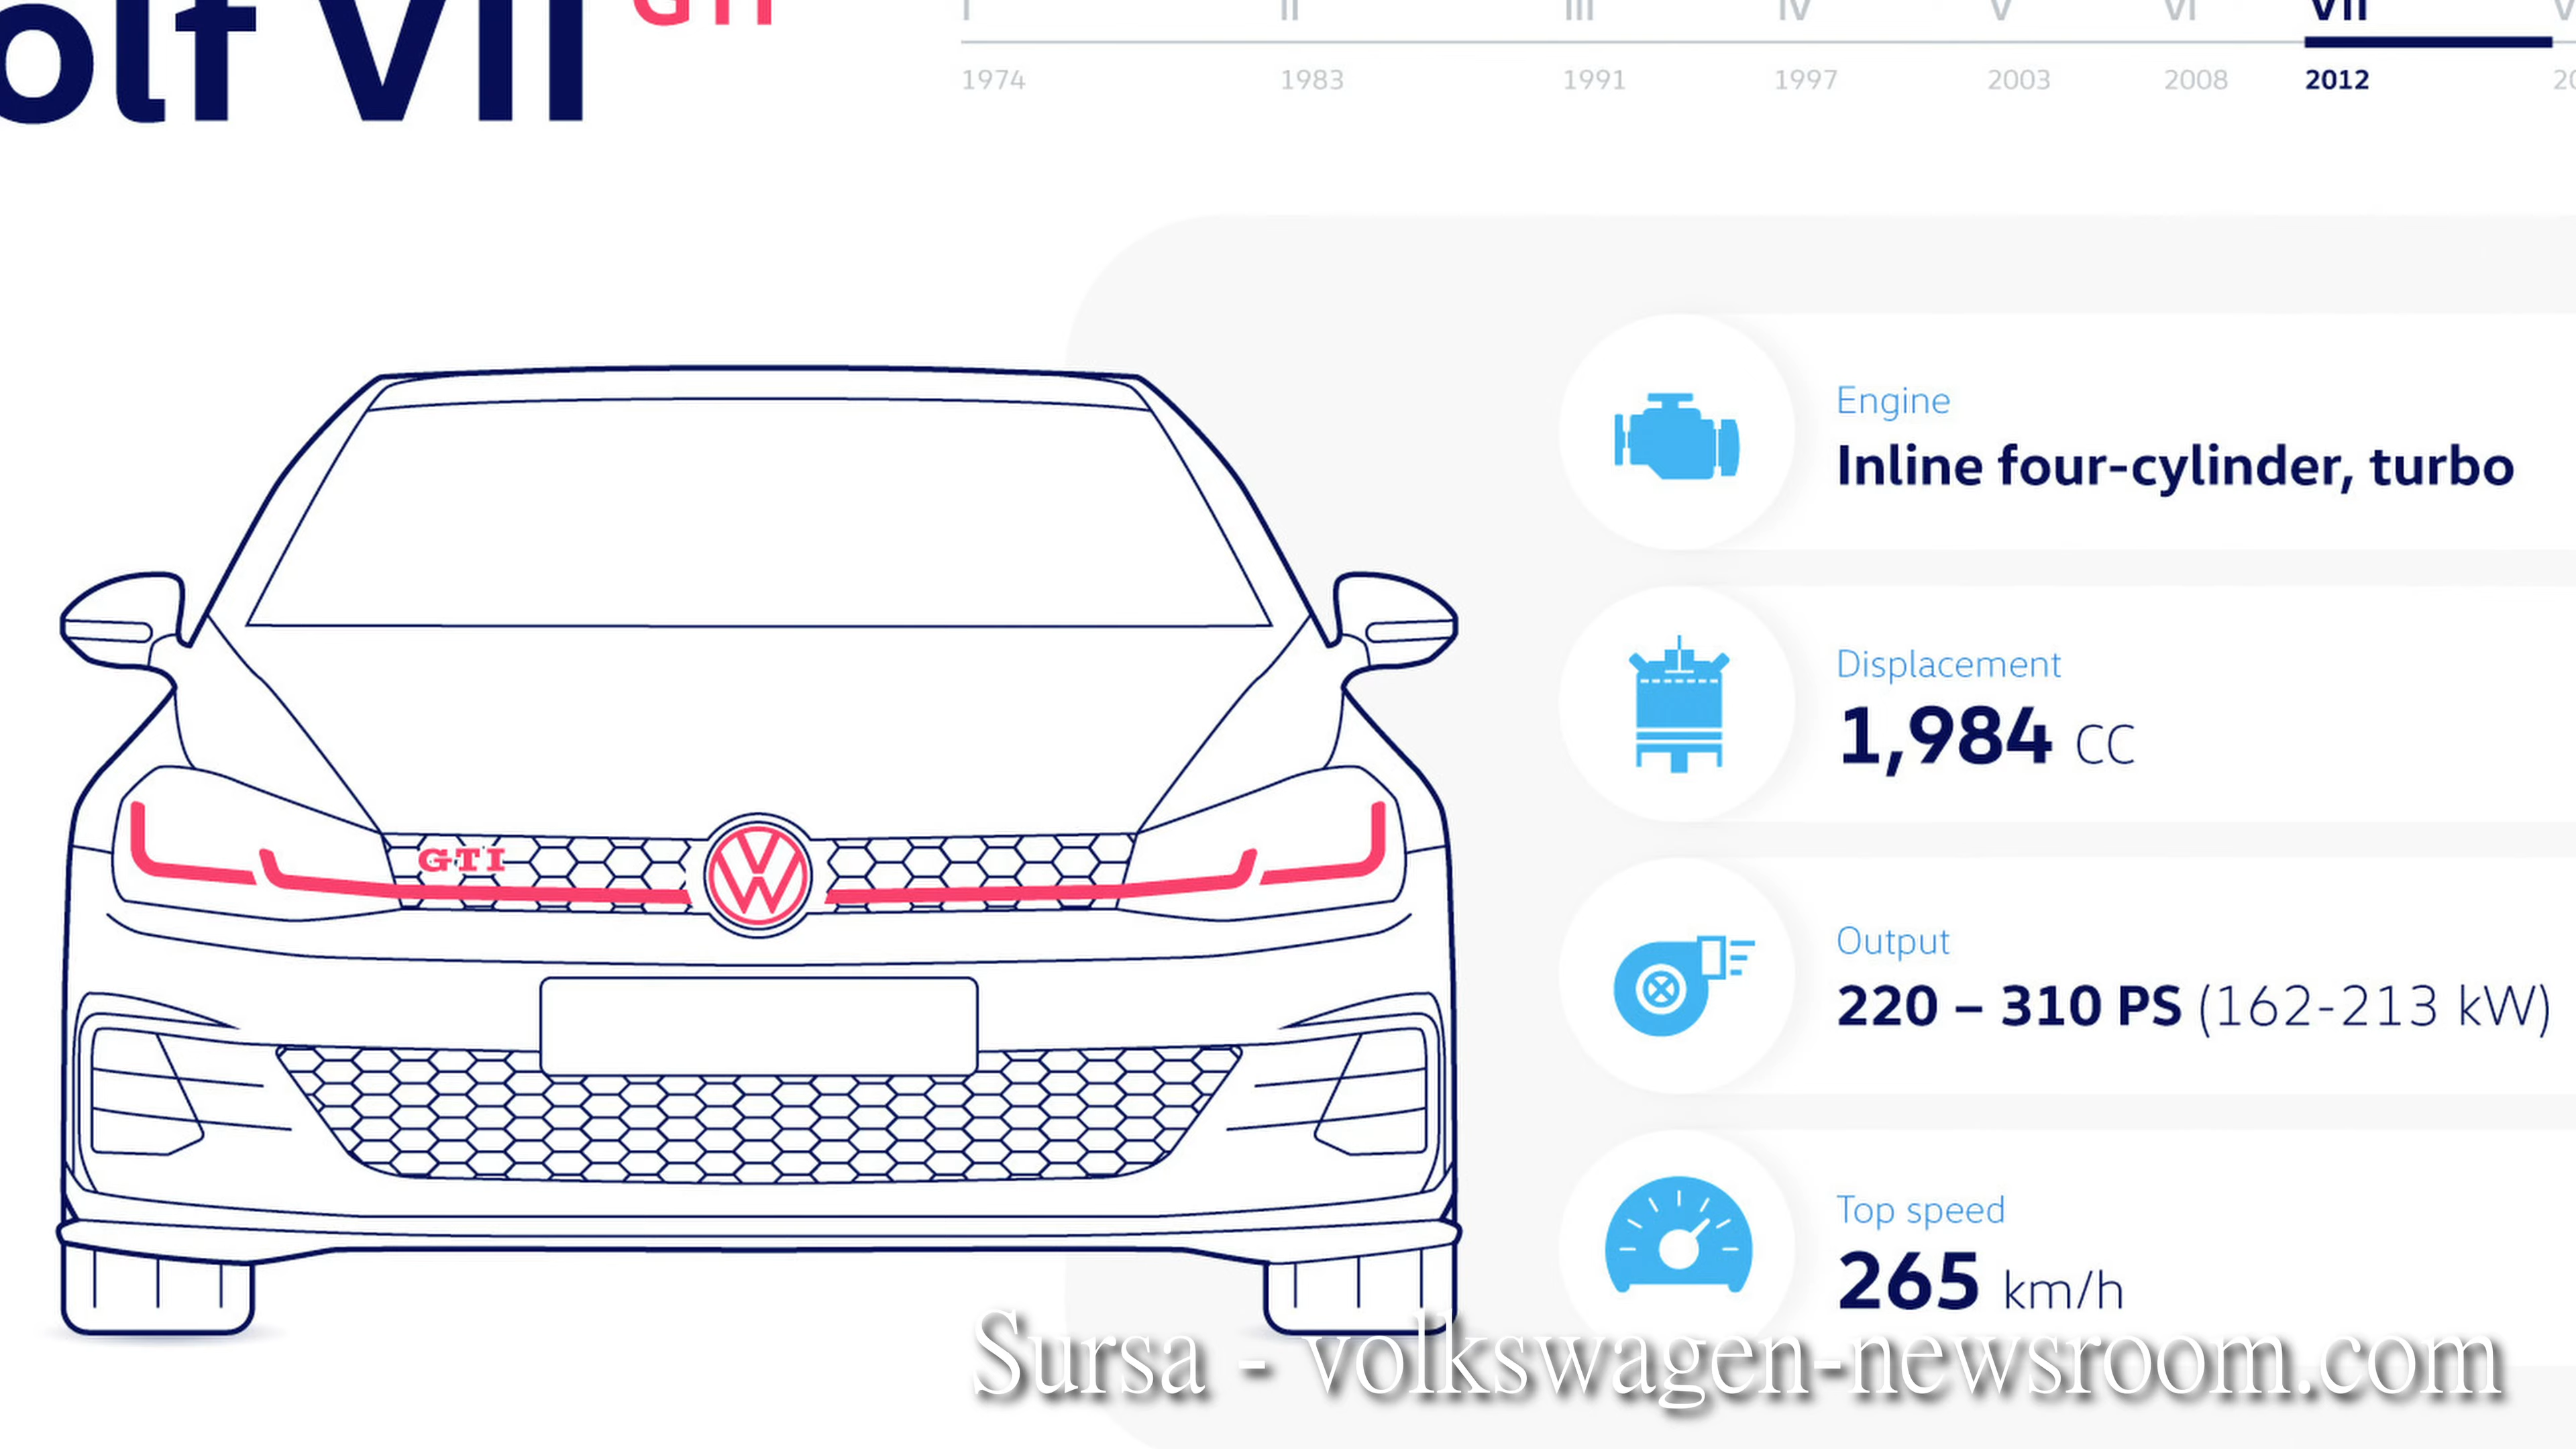 olf VII GTI
I II III IV V VI VII
1974 1983 1991 1997 2003 2008 2012
Engine
Inline four-cylinder, turbo
Displacement
1,984 CC
GTI
Output
220 – 310 PS (162-213 kW)
Top speed
265 km/h
Sursa - volkswagen-newsroom.com